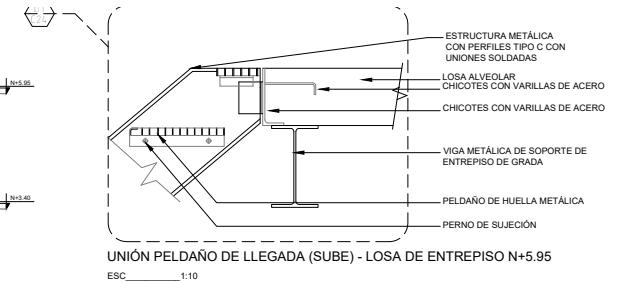 ESTRUCTURA METÁLICA
CON PERFILES TIPO C CON
UNIONES SOLDADAS
LOSA ALVEOLAR
CHICOTES CON VARILLAS DE ACERO
CHICOTES CON VARILLAS DE ACERO
VIGA METÁLICA DE SOPORTE DE
ENTREPISO DE GRADA
PELDAÑO DE HUELLA METÁLICA
PERNO DE SUJECIÓN
N+5.95
N+3.40
UNIÓN PELDAÑO DE LLEGADA (SUBE) - LOSA DE ENTREPISO N+5.95
ESC__________1:10